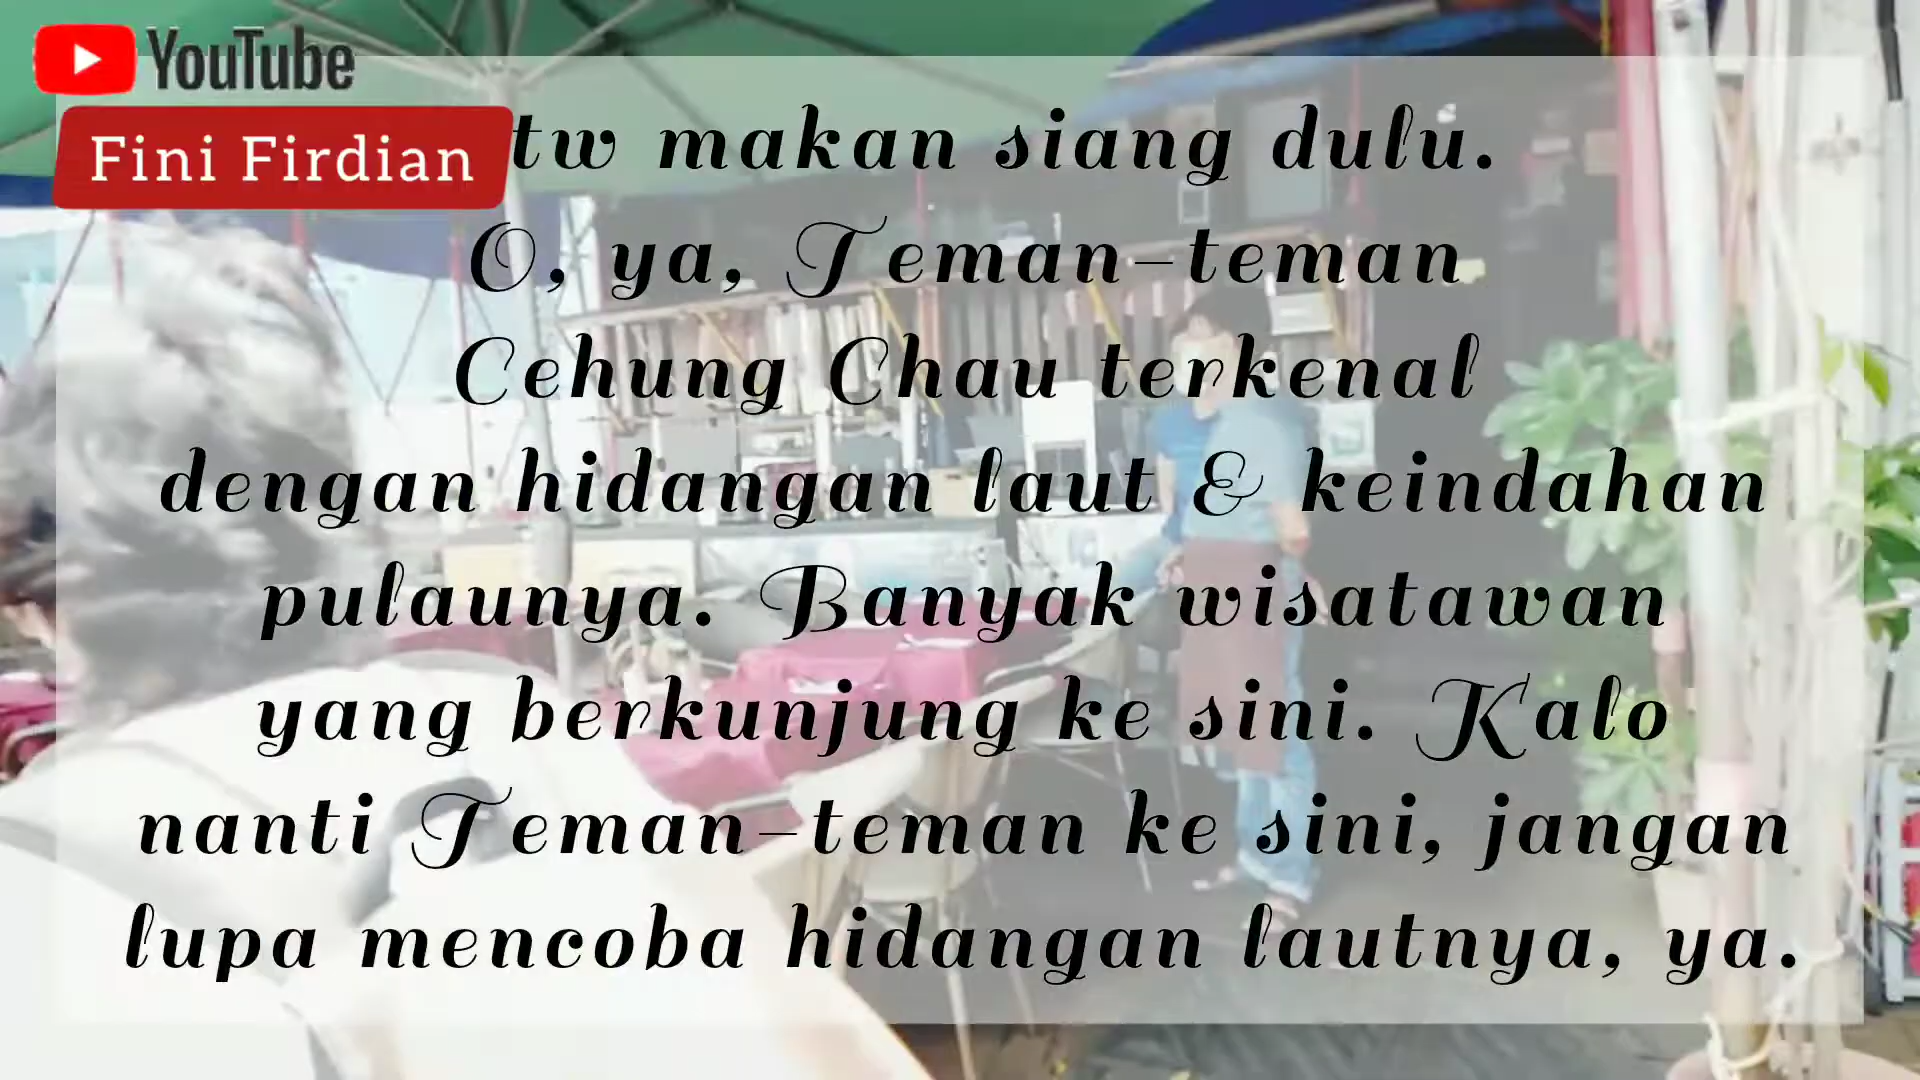 YouTube
Fini Firdian
tw makan siang dulu.
O, ya, Teman-teman
Cehung Chau terkenal
dengan hidangan laut & keindahan
pulaunya. Banyak wisatawan
yang berkunjung ke sini. Kalo
nanti Teman-teman ke sini, jangan
lupa mencoba hidangan lautnya, ya.